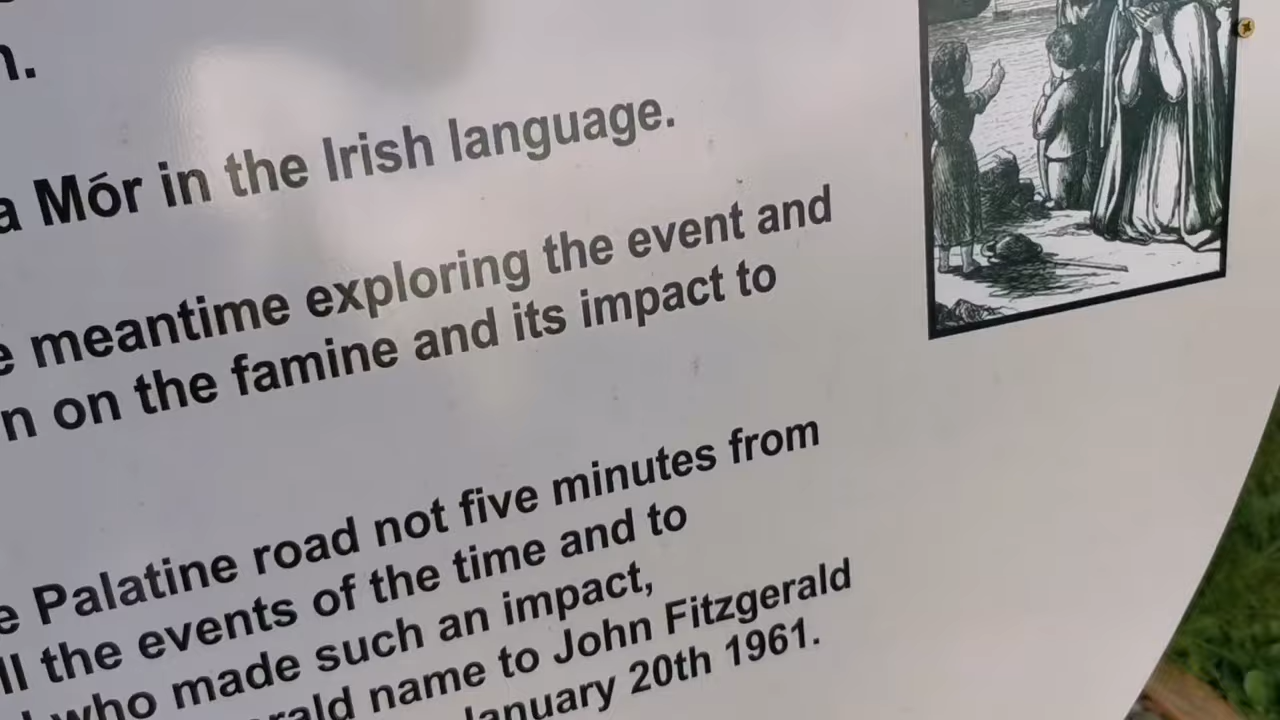 n.
a Mór in the Irish language.
e meantime exploring the event and
n on the famine and its impact to
e Palatine road not five minutes from
ll the events of the time and to
who made such an impact,
rald name to John Fitzgerald
January 20th 1961.